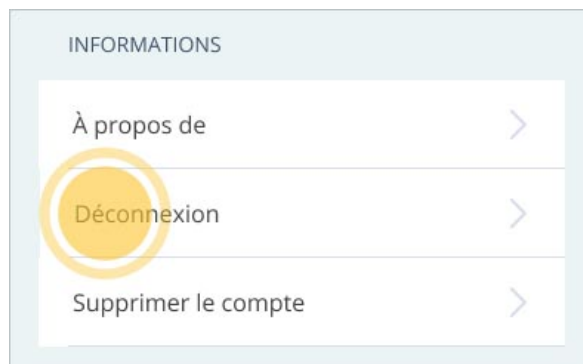 INFORMATIONS
À propos de
Déconnexion
Supprimer le compte